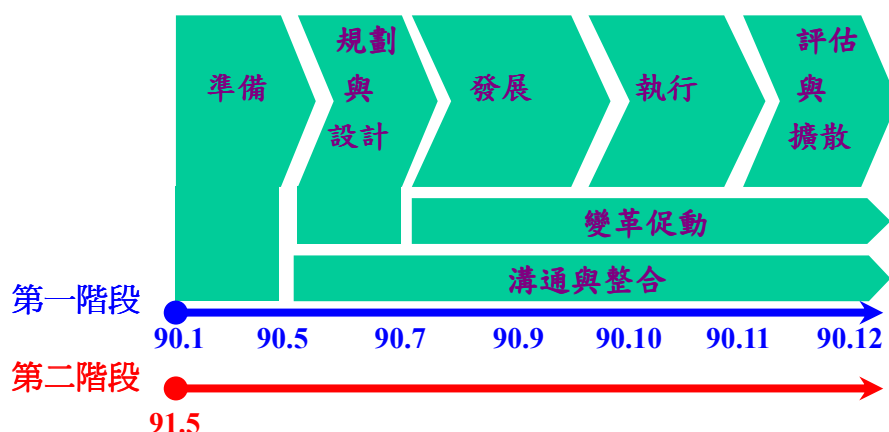 準備
規劃
與
設計
發展
執行
評估
與
擴散
變革促動
溝通與整合
第一階段
90.1 90.5 90.7 90.9 90.10 90.11 90.12
第二階段
91.5